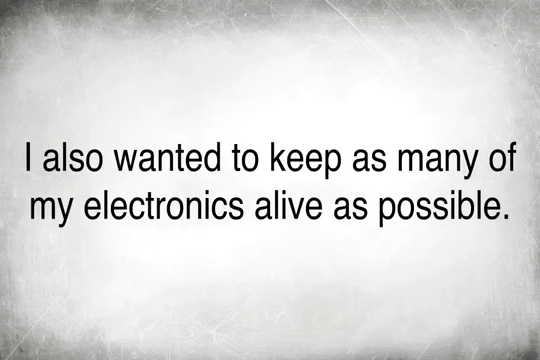 I also wanted to keep as many of
my electronics alive as possible.